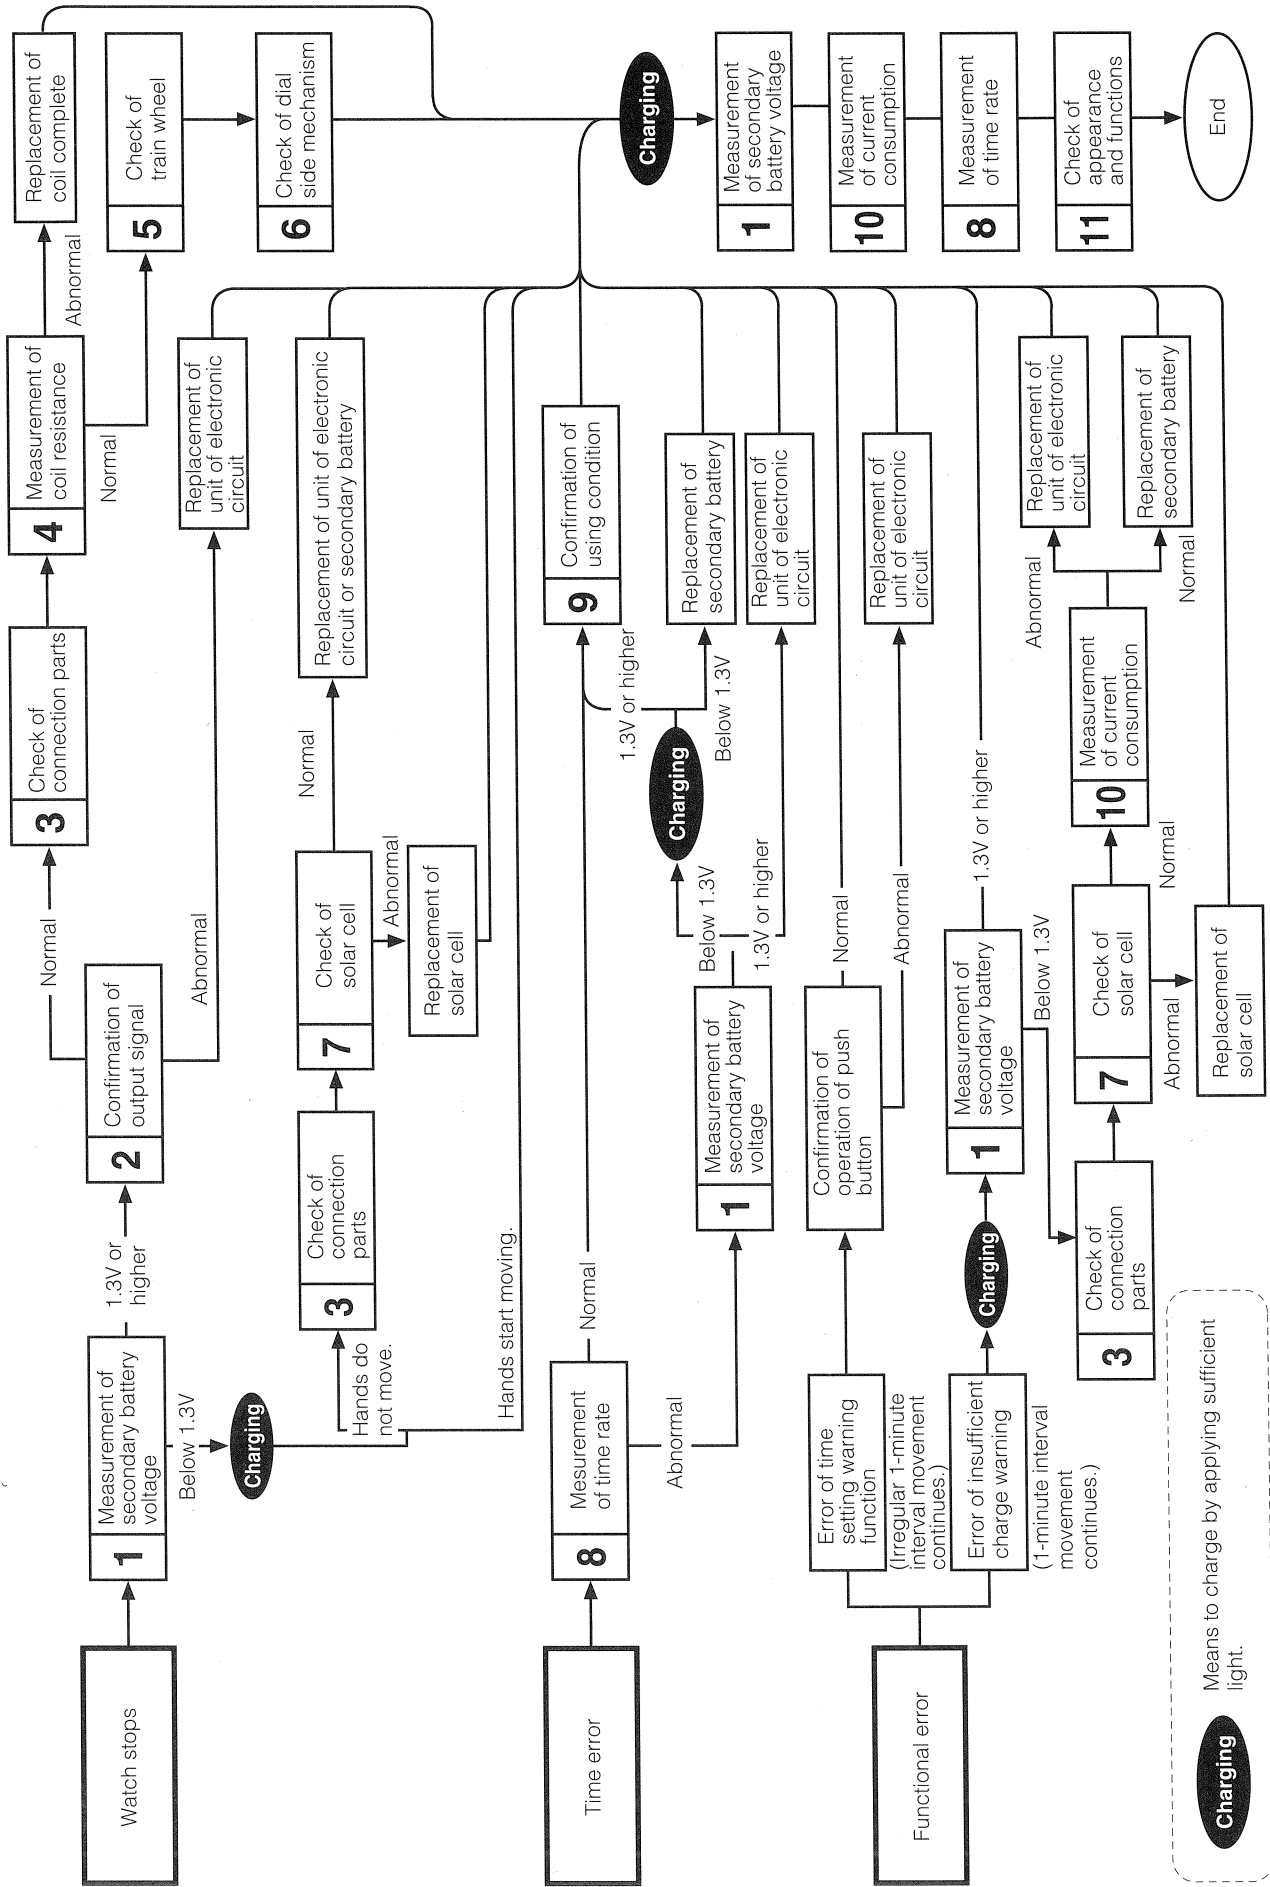 Watch stops
1
Measurement of
secondary battery
voltage
1.3V or
higher
Below 1.3V
Charging
2
Confirmation of
output signal
Normal
Abnormal
3
Check of
connection parts
4
Measurement of
coil resistance
Abnormal
Normal
Replacement of
coil complete
5
Check of
train wheel
6
Check of dial
side mechanism
Replacement of
unit of electronic
circuit
Hands do
not move.
Hands start moving.
3
Check of
connection
parts
7
Check of
solar cell
Normal
Abnormal
Replacement of
solar cell
Replacement of unit of electronic
circuit or secondary battery
Time error
8
Mesurement
of time rate
Normal
Abnormal
1
Measurement of
secondary battery
voltage
Below 1.3V
1.3V or higher
Charging
1.3V or higher
Below 1.3V
9
Confirmation of
using condition
Replacement of
secondary battery
Replacement of
unit of electronic
circuit
Functional error
Error of time
setting warning
function
(Irregular 1-minute
interval movement
continues.)
Confirmation of
operation of push
button
Normal
Abnormal
Replacement of
unit of electronic
circuit
Error of insufficient
charge warning
(1-minute interval
movement
continues.)
Charging
1
Measurement of
secondary battery
voltage
1.3V or higher
Below 1.3V
3
Check of
connection
parts
7
Check of
solar cell
Normal
Abnormal
Replacement of
solar cell
10
Measurement
of current
consumption
Abnormal
Normal
Replacement of
unit of electronic
circuit
Replacement of
secondary battery
Charging
1
Measurement
of secondary
battery voltage
10
Measurement
of current
consumption
8
Measurement
of time rate
11
Check of
appearance
and functions
End
Charging
Means to charge by applying sufficient
light.